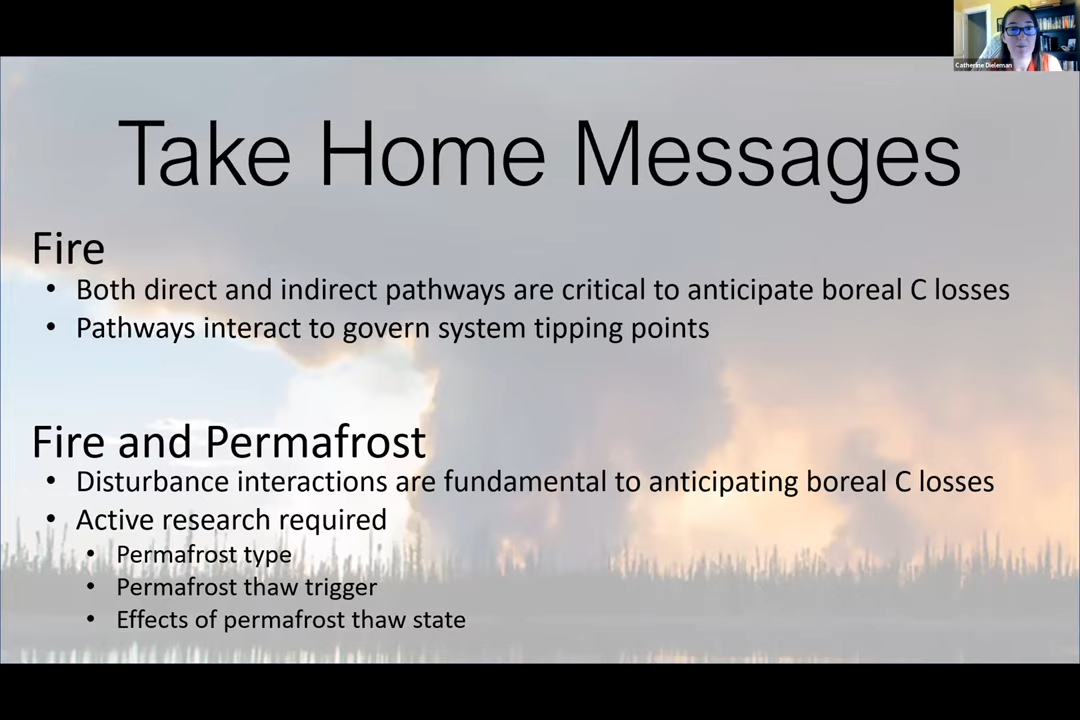 Catherine Dieleman
Take Home Messages
Fire
• Both direct and indirect pathways are critical to anticipate boreal C losses
• Pathways interact to govern system tipping points
Fire and Permafrost
• Disturbance interactions are fundamental to anticipating boreal C losses
• Active research required
• Permafrost type
• Permafrost thaw trigger
• Effects of permafrost thaw state